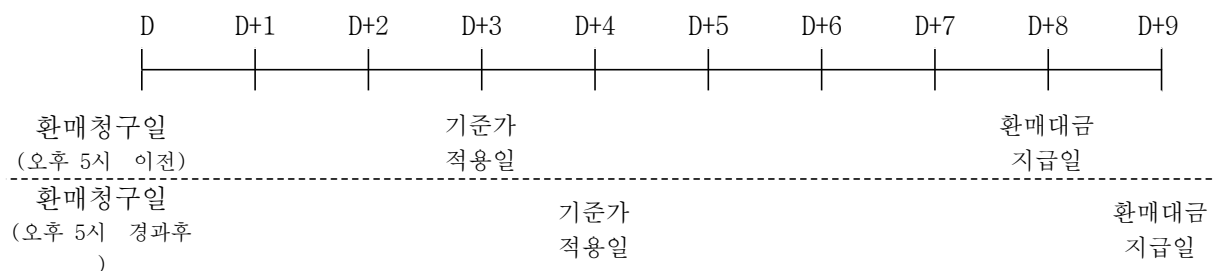 D D+1 D+2 D+3 D+4 D+5 D+6 D+7 D+8 D+9
환매청구일 기준가 환매대금
(오후 5시 이전) 적용일 지급일
환매청구일 기준가 환매대금
(오후 5시 경과후 적용일 지급일
)